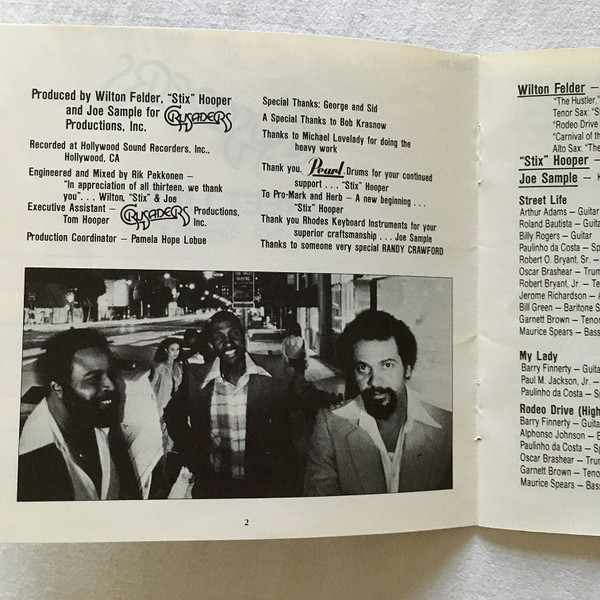 Produced by Wilton Felder, "Stix" Hooper
and Joe Sample for CRUSADERS
Productions, Inc.
Recorded at Hollywood Sound Recorders, Inc.,
Hollywood, CA
Engineered and Mixed by Rik Pekkonen –
"In appreciation of all thirteen, we thank
you". . . Wilton, "Stix" & Joe
Executive Assistant –
Tom Hooper CRUSADERS Productions,
Inc.
Production Coordinator – Pamela Hope Lobue
Special Thanks: George and Sid
A Special Thanks to Bob Krasnow
Thanks to Michael Lovelady for doing the
heavy work
Thank you, Pearl Drums for your continued
support . . . "Stix" Hooper
To Pro-Mark and Herb – A new beginning . . .
"Stix" Hooper
Thank you Rhodes Keyboard Instruments for your
superior craftsmanship . . . Joe Sample
Thanks to someone very special RANDY CRAWFORD
2
Wilton Felder –
"The Hustler,"
Tenor Sax: "S
"Rodeo Drive
"Carnival of th
Alto Sax: "The
"Stix" Hooper –
Joe Sample – K
Street Life
Arthur Adams – Guitar
Roland Bautista – Guita
Billy Rogers – Guitar
Paulinho da Costa – Sp
Robert O. Bryant, Sr. –
Oscar Brashear – Trum
Robert Bryant, Jr. – Te
Jerome Richardson – A
Bill Green – Baritone S
Garnett Brown – Tenor
Maurice Spears – Bass
My Lady
Barry Finnerty – Guita
Paul M. Jackson, Jr. –
Paulinho da Costa – Sp
Rodeo Drive (High
Barry Finnerty – Guita
Alphonso Johnson – B
Paulinho da Costa – Sp
Oscar Brashear – Trum
Garnett Brown – Teno
Maurice Spears – Bass